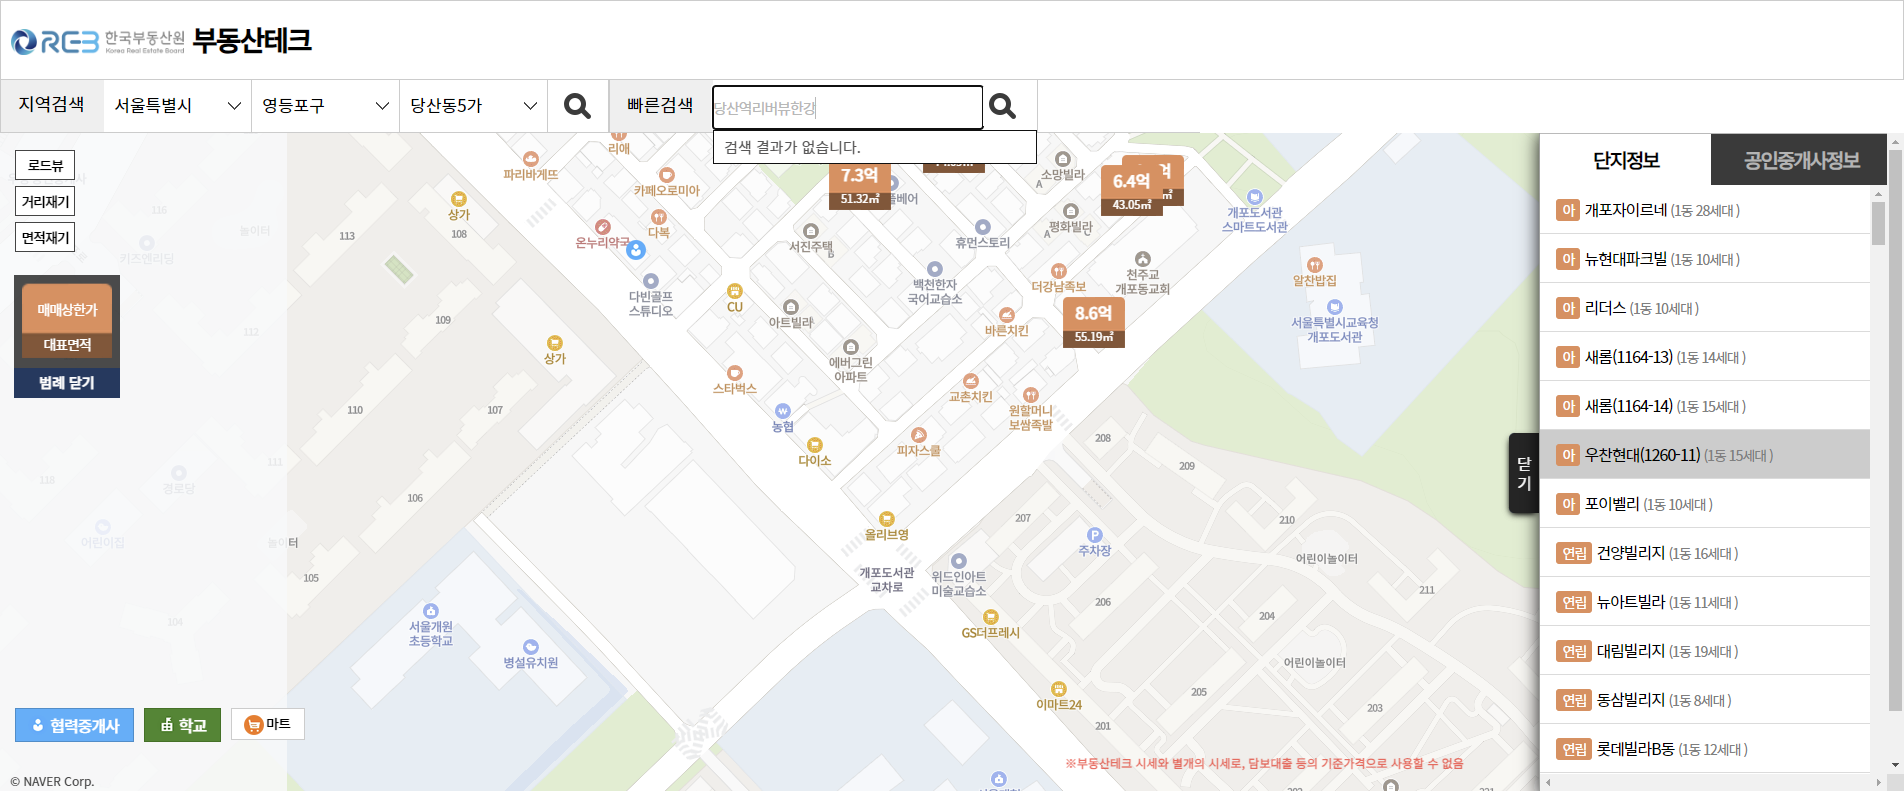 REB 한국부동산원 부동산테크
Korea Real Estate Board
지역검색 서울특별시 영등포구 당산동5가 빠른검색 당산역리버뷰한강
검색 결과가 없습니다.
로드뷰
거리재기
면적재기
매매상한가
대표면적
범례 닫기
단지정보 공인중개사정보
아 개포자이르네 (1동 28세대 )
아 뉴현대파크빌 (1동 10세대 )
아 리더스 (1동 10세대 )
아 새롬(1164-13) (1동 14세대 )
아 새롬(1164-14) (1동 15세대 )
아 우찬현대(1260-11) (1동 15세대 )
아 포이벨리 (1동 10세대 )
연립 건양빌리지 (1동 16세대 )
연립 뉴아트빌라 (1동 11세대 )
연립 대림빌리지 (1동 19세대 )
연립 동삼빌리지 (1동 8세대 )
연립 롯데빌라B동 (1동 12세대 )
닫
기
리애
파리바게뜨
카페오로미아
상가
108
113
116
놀이터
키즈엔리딩
온누리약국
다복
7.3억
51.32㎡
플베어
서진주택
B
휴먼스토리
소망빌라
A
6.4억
43.05㎡
억
㎡
평화빌라
A
C
개포도서관
스마트도서관
백천한자
국어교습소
더강남족보
천주교
개포동교회
알찬밥집
서울특별시교육청
개포도서관
8.6억
55.19㎡
다빈골프
스튜디오
CU
아트빌라
바른치킨
에버그린
아파트
109
112
상가
스타벅스
농협
다이소
교촌치킨
원할머니
보쌈족발
피자스쿨
110
107
111
118
경로당
106
208
209
207
210
올리브영
주차장
어린이집
놀이터
105
개포도서관
교차로
위드인아트
미술교습소
어린이놀이터
211
206
204
104
서울개원
초등학교
병설유치원
GS더프레시
어린이놀이터
205
203
이마트24
201
협력중개사 학교 마트
※부동산테크 시세와 별개의 시세로, 담보대출 등의 기준가격으로 사용할 수 없음
© NAVER Corp.